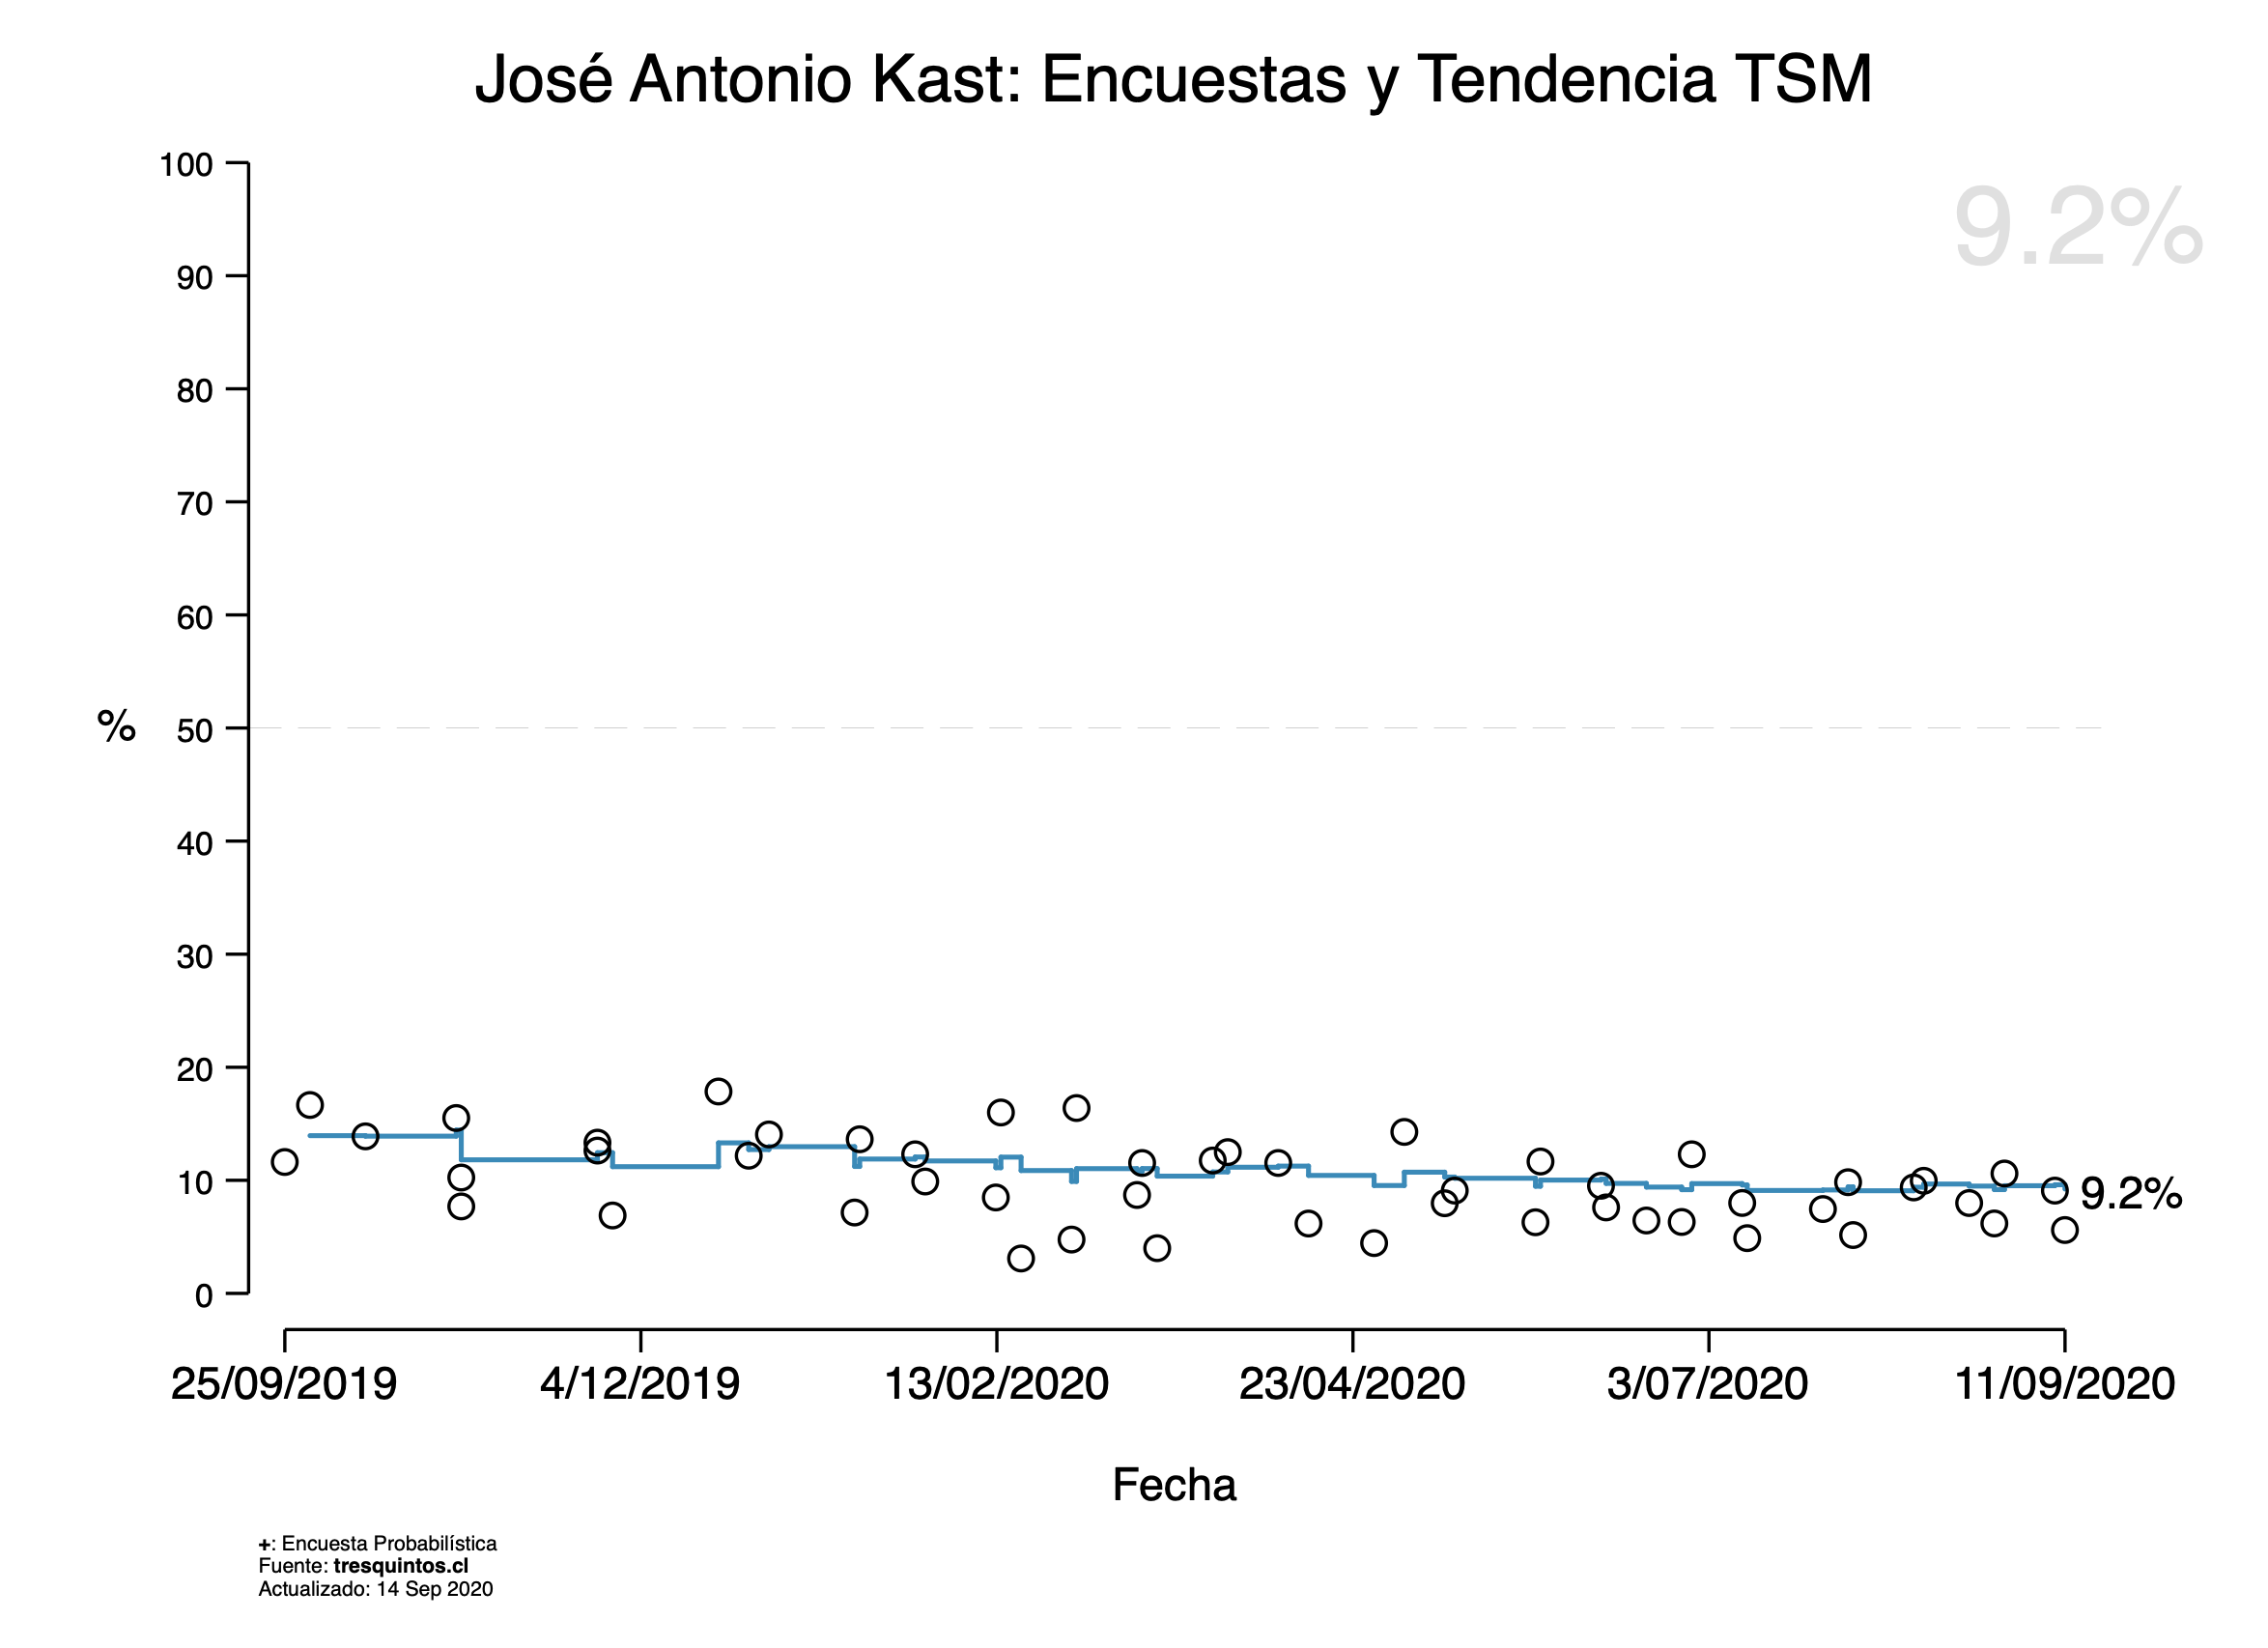 José Antonio Kast: Encuestas y Tendencia TSM
9.2%
100
90
80
70
60
50
40
30
20
10
0
%
9.2%
25/09/2019 4/12/2019 13/02/2020 23/04/2020 3/07/2020 11/09/2020
Fecha
+: Encuesta Probabilística
Fuente: tresquintos.cl
Actualizado: 14 Sep 2020